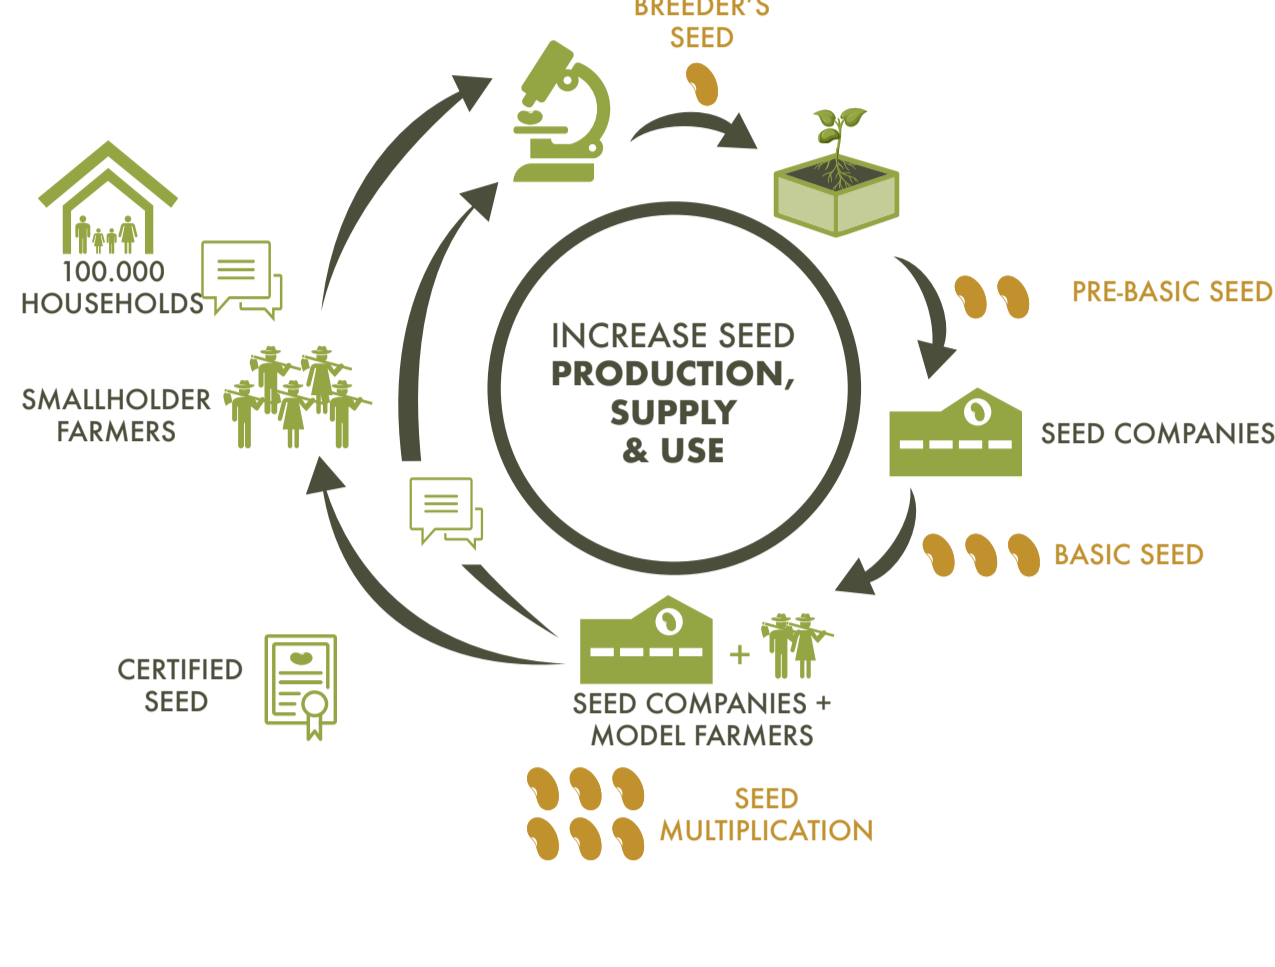 BREEDER'S
SEED
PRE-BASIC SEED
100.000
HOUSEHOLDS
INCREASE SEED
PRODUCTION,
SUPPLY
& USE
SMALLHOLDER
FARMERS
SEED COMPANIES
BASIC SEED
CERTIFIED
SEED
+
SEED COMPANIES +
MODEL FARMERS
SEED
MULTIPLICATION